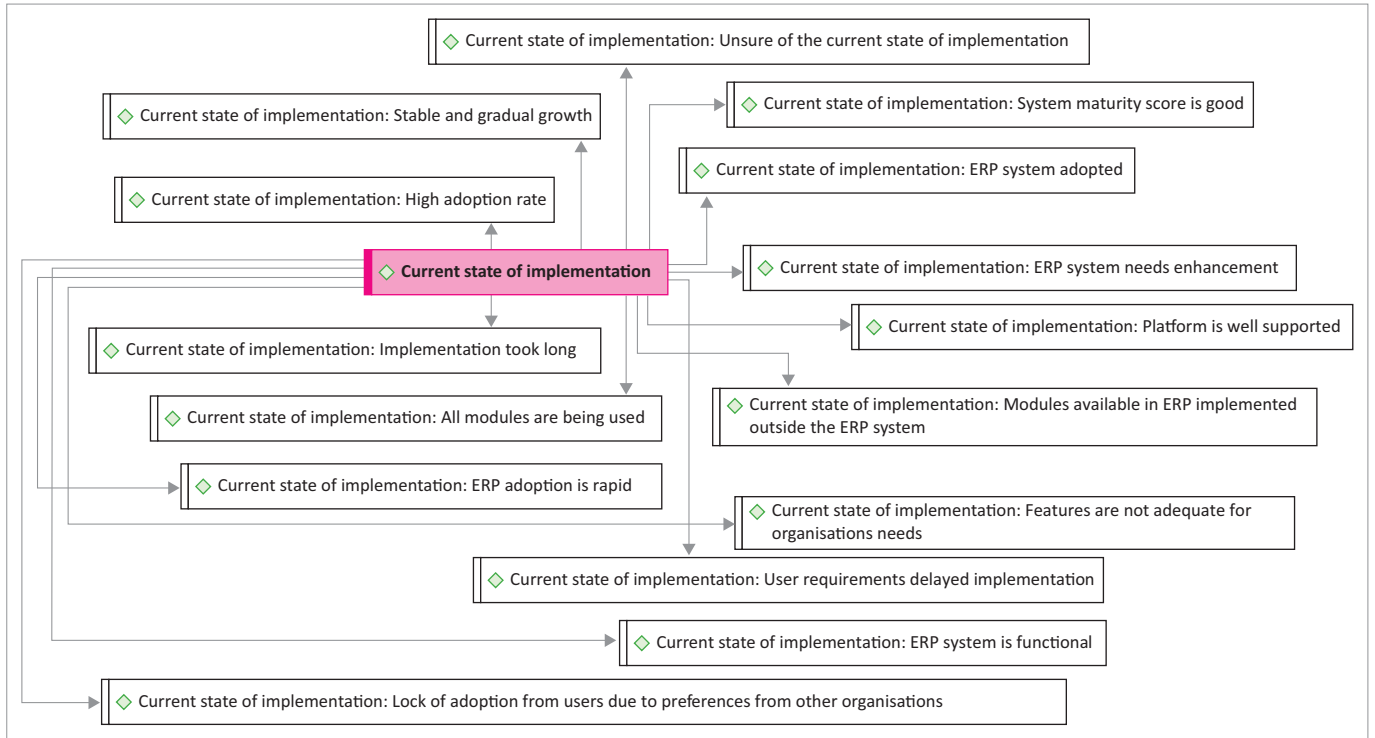 Current state of implementation: Unsure of the current state of implementation
Current state of implementation: System maturity score is good
Current state of implementation: Stable and gradual growth
Current state of implementation: ERP system adopted
Current state of implementation: High adoption rate
Current state of implementation
Current state of implementation: ERP system needs enhancement
Current state of implementation: Platform is well supported
Current state of implementation: Implementation took long
Current state of implementation: Modules available in ERP implemented
outside the ERP system
Current state of implementation: All modules are being used
Current state of implementation: ERP adoption is rapid
Current state of implementation: Features are not adequate for
organisations needs
Current state of implementation: User requirements delayed implementation
Current state of implementation: ERP system is functional
Current state of implementation: Lock of adoption from users due to preferences from other organisations